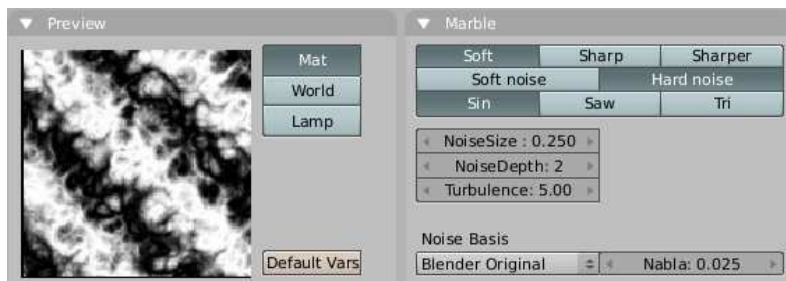 Preview
Mat
World
Lamp
Default Vars
Marble
Soft Sharp Sharper
Soft noise Hard noise
Sin Saw Tri
NoiseSize : 0.250
NoiseDepth: 2
Turbulence: 5.00
Noise Basis
Blender Original Nabla: 0.025